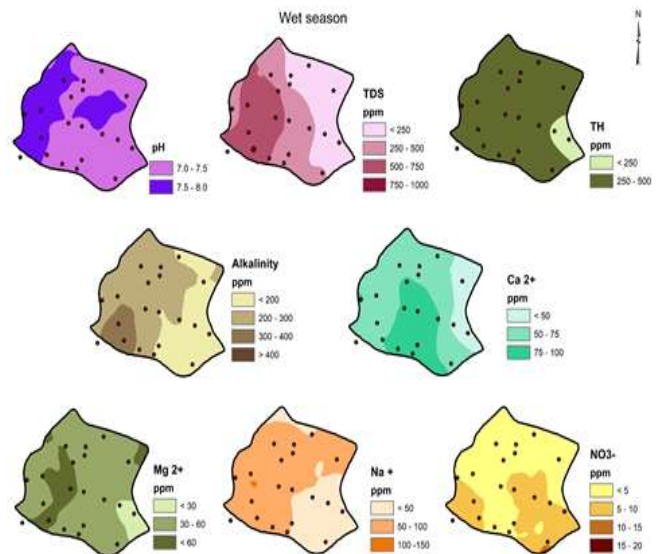 Wet season
N
pH
7.0 - 7.5
7.5 - 8.0
TDS
ppm
< 250
250 - 500
500 - 750
750 - 1000
TH
ppm
< 250
250 - 500
Alkalinity
ppm
< 200
200 - 300
300 - 400
> 400
Ca 2+
ppm
< 50
50 - 75
75 - 100
Mg 2+
ppm
< 30
30 - 60
< 60
Na +
ppm
< 50
50 - 100
100 -150
NO3-
ppm
< 5
5 - 10
10 - 15
15 - 20